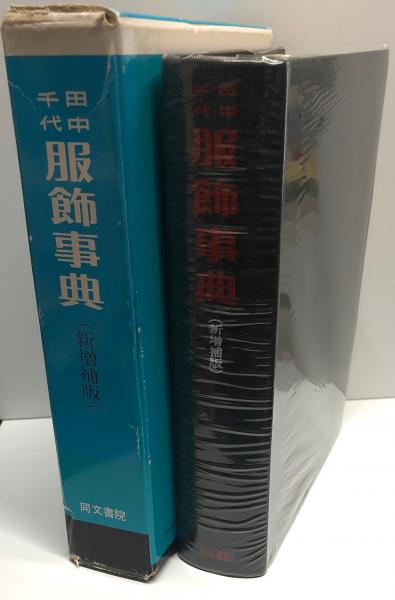 田中
千代
服飾事典
(新増補版)
同文書院
田中
千代
服飾事典
(新増補版)
同文書院